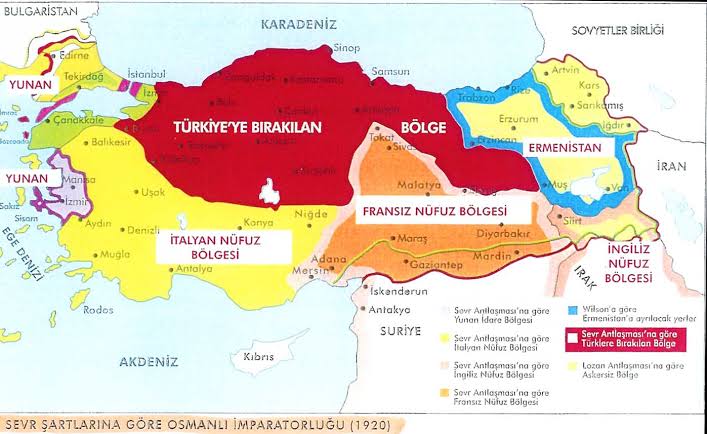 BULGARİSTAN
KARADENİZ
SOVYETLER BİRLİĞİ
Edirne
YUNAN
Tekirdağ
İstanbul
Sinop
Samsun
Zonguldak
Kastamonu
Artvin
Kars
Sarıkamış
Trabzon
Rize
Iğdır
Bolu
Çanakkale
TÜRKİYE'YE BIRAKILAN
BÖLGE
Tokat
Sivas
Erzurum
Erzincan
ERMENİSTAN
İRAN
Bozcaada
Balıkesir
YUNAN
Manisa
İzmir
Sakız
Sisam
Uşak
Malatya
Muş
Van
EGE DENİZİ
Aydın
Denizli
Konya
Niğde
FRANSIZ NÜFUZ BÖLGESİ
Siirt
İTALYAN NÜFUZ
BÖLGESİ
Maraş
Diyarbakır
Muğla
Antalya
Adana
Mersin
Gaziantep
Mardin
İNGİLİZ
NÜFUZ
BÖLGESİ
IRAK
Rodos
İskenderun
Antakya
SURİYE
AKDENİZ
Kıbrıs
Sevr Antlaşması'na göre
Yunan İdare Bölgesi
Sevr Antlaşması'na göre
İtalyan Nüfuz Bölgesi
Sevr Antlaşması'na göre
İngiliz Nüfuz Bölgesi
Sevr Antlaşması'na göre
Fransız Nüfuz Bölgesi
Wilson'a göre
Ermenistan'a ayrılacak yerler
Sevr Antlaşması'na göre
Türklere Bırakılan Bölge
Lozan Antlaşması'na göre
Askersiz Bölge
SEVR ŞARTLARINA GÖRE OSMANLI İMPARATORLUĞU (1920)